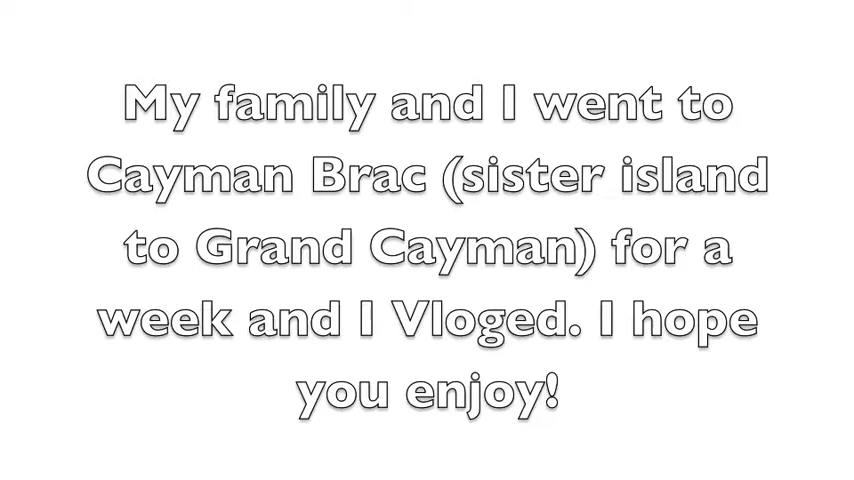 My family and I went to
Cayman Brac (sister island
to Grand Cayman) for a
week and I Vloged. I hope
you enjoy!